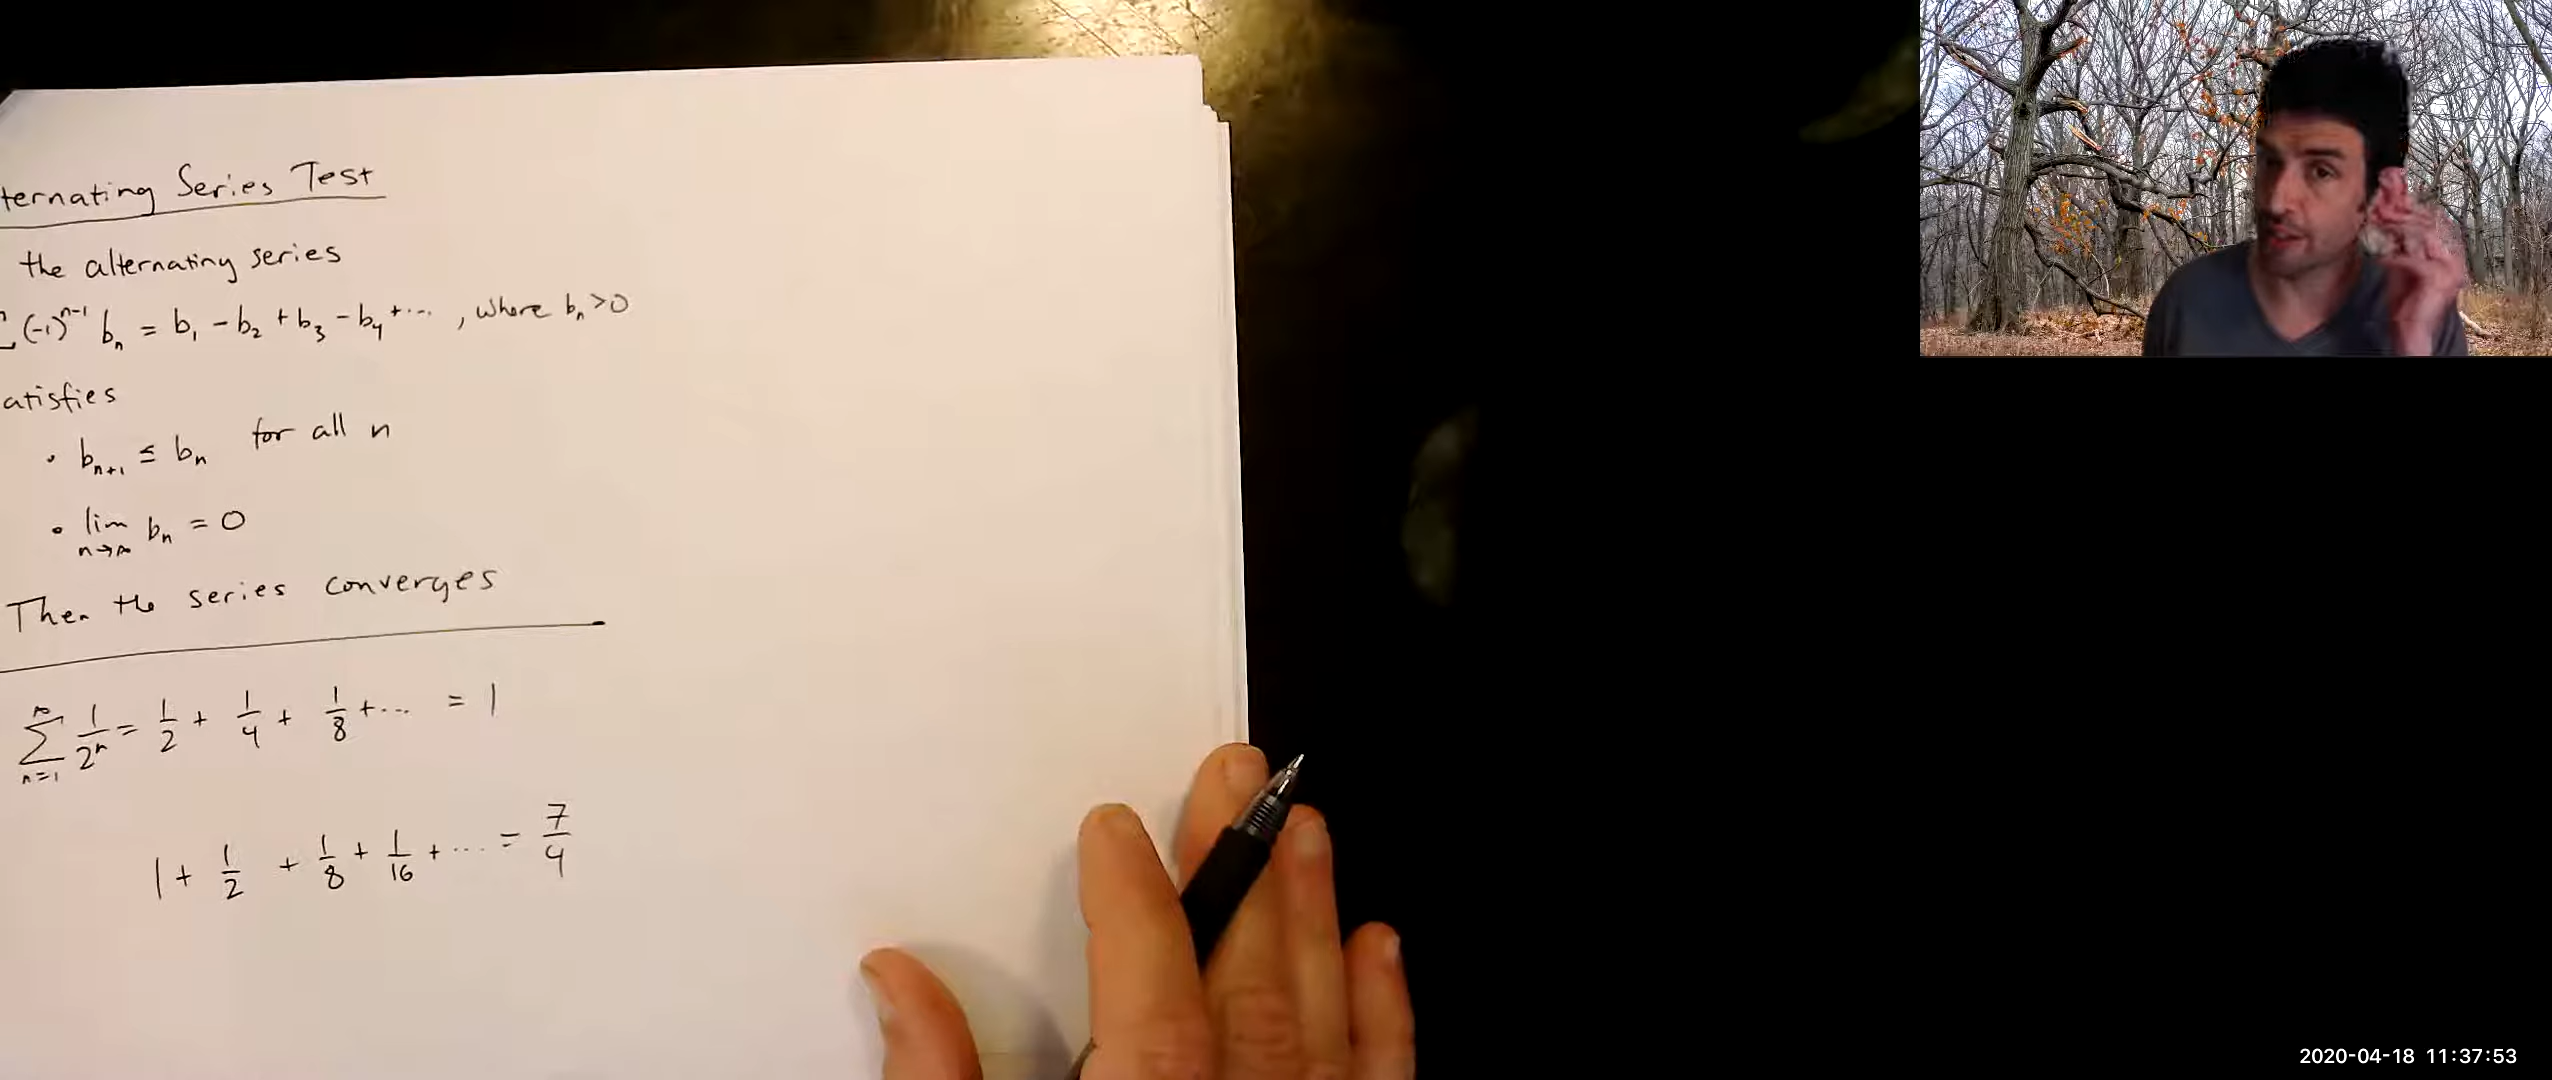 ternating Series Test
the alternating series
(-1)^{n-1} b_n = b_1 - b_2 + b_3 - b_4 + ... , where b_n > 0
atisfies
• b_{n+1} ≤ b_n for all n
• lim_{n→∞} b_n = 0
Then the series converges
∑_{n=1}^{∞} 1/2^n = 1/2 + 1/4 + 1/8 + ... = 1
1 + 1/2 + 1/8 + 1/16 + .... = 7/4
2020-04-18 11:37:53